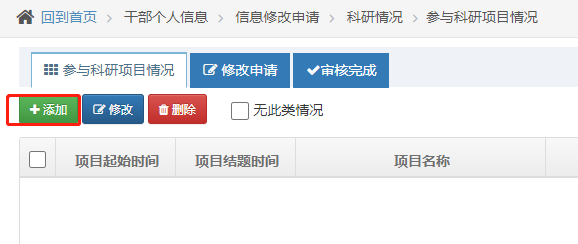 回到首页 > 干部个人信息 > 信息修改申请 > 科研情况 > 参与科研项目情况
参与科研项目情况 修改申请 审核完成
添加 修改 删除 无此类情况
项目起始时间 项目结题时间 项目名称